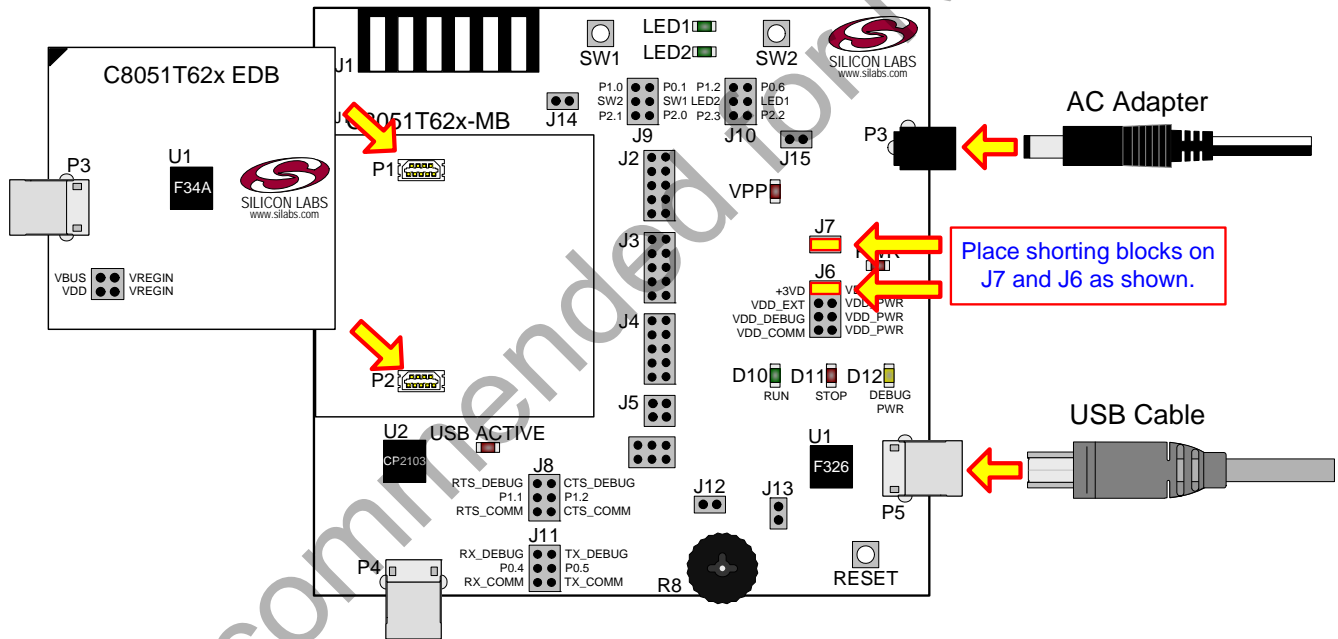 C8051T62x EDB
P3
U1
F34A
SILICON LABS
www.silabs.com
VBUS VREGIN
VDD VREGIN
J1
LED1
LED2
SW1
SW2
SILICON LABS
www.silabs.com
8051T62x-MB
J14
P1.0 P0.1
SW2 SW1
P2.1 P2.0
J9
P1.2 P0.6
LED2 LED1
P2.3 P2.2
J10
J15
P3
AC Adapter
P1
J2
VPP
J7
J3
J6
+3VD
VDD_EXT VDD_PWR
VDD_DEBUG VDD_PWR
VDD_COMM VDD_PWR
Place shorting blocks on
J7 and J6 as shown.
J4
P2
D10
RUN
D11
STOP
D12
DEBUG
PWR
J5
USB Cable
U2
CP2103
USB ACTIVE
U1
F326
P5
J8
RTS_DEBUG CTS_DEBUG
P1.1 P1.2
RTS_COMM CTS_COMM
J12
J13
J11
RX_DEBUG TX_DEBUG
P0.4 P0.5
RX_COMM TX_COMM
P4
R8
RESET
commended for